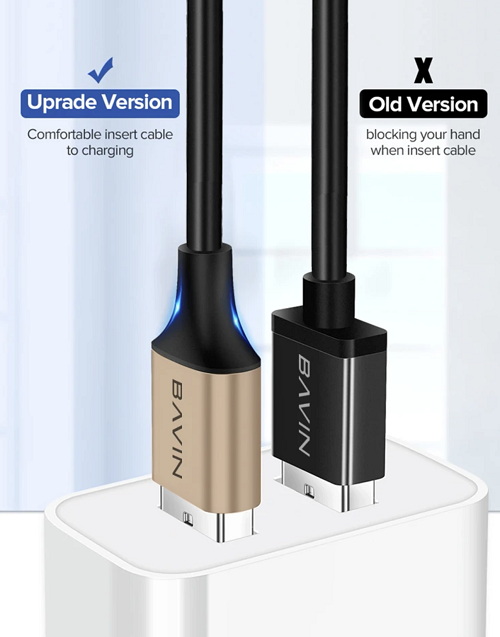 Uprade Version
Comfortable insert cable
to charging
X
Old Version
blocking your hand
when insert cable
BAVIN
BAVIN